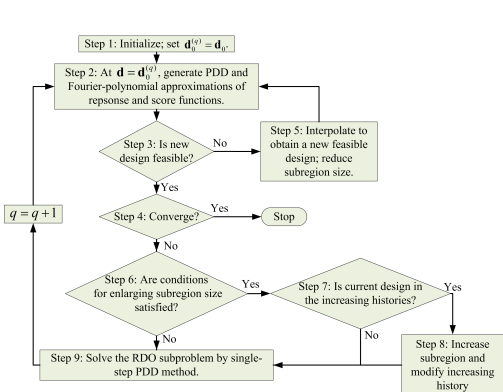 Step 1: Initialize; set d₀⁽q⁾ = d₀.
Step 2: At d = d₀⁽q⁾, generate PDD and
Fourier-polynomial approximations of
repsonse and score functions.
Step 3: Is new
design feasible?
No
Step 5: Interpolate to
obtain a new feasible
design; reduce
subregion size.
Yes
Step 4: Converge?
Yes
Stop
q = q + 1
No
Step 6: Are conditions
for enlarging subregion size
satisfied?
Yes
Step 7: Is current design in
the increasing histories?
Yes
No
No
Step 8: Increase
subregion and
modify increasing
history
Step 9: Solve the RDO subproblem by single-
step PDD method.